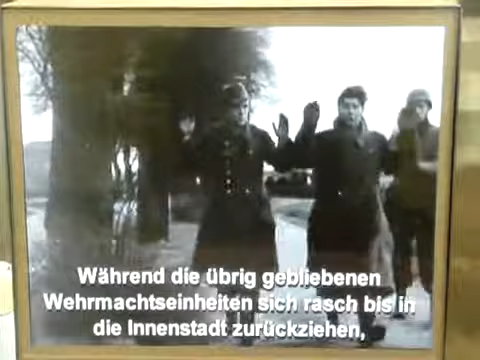 Während die übrig gebliebenen
Wehrmachtseinheiten sich rasch bis in
die Innenstadt zurückziehen,